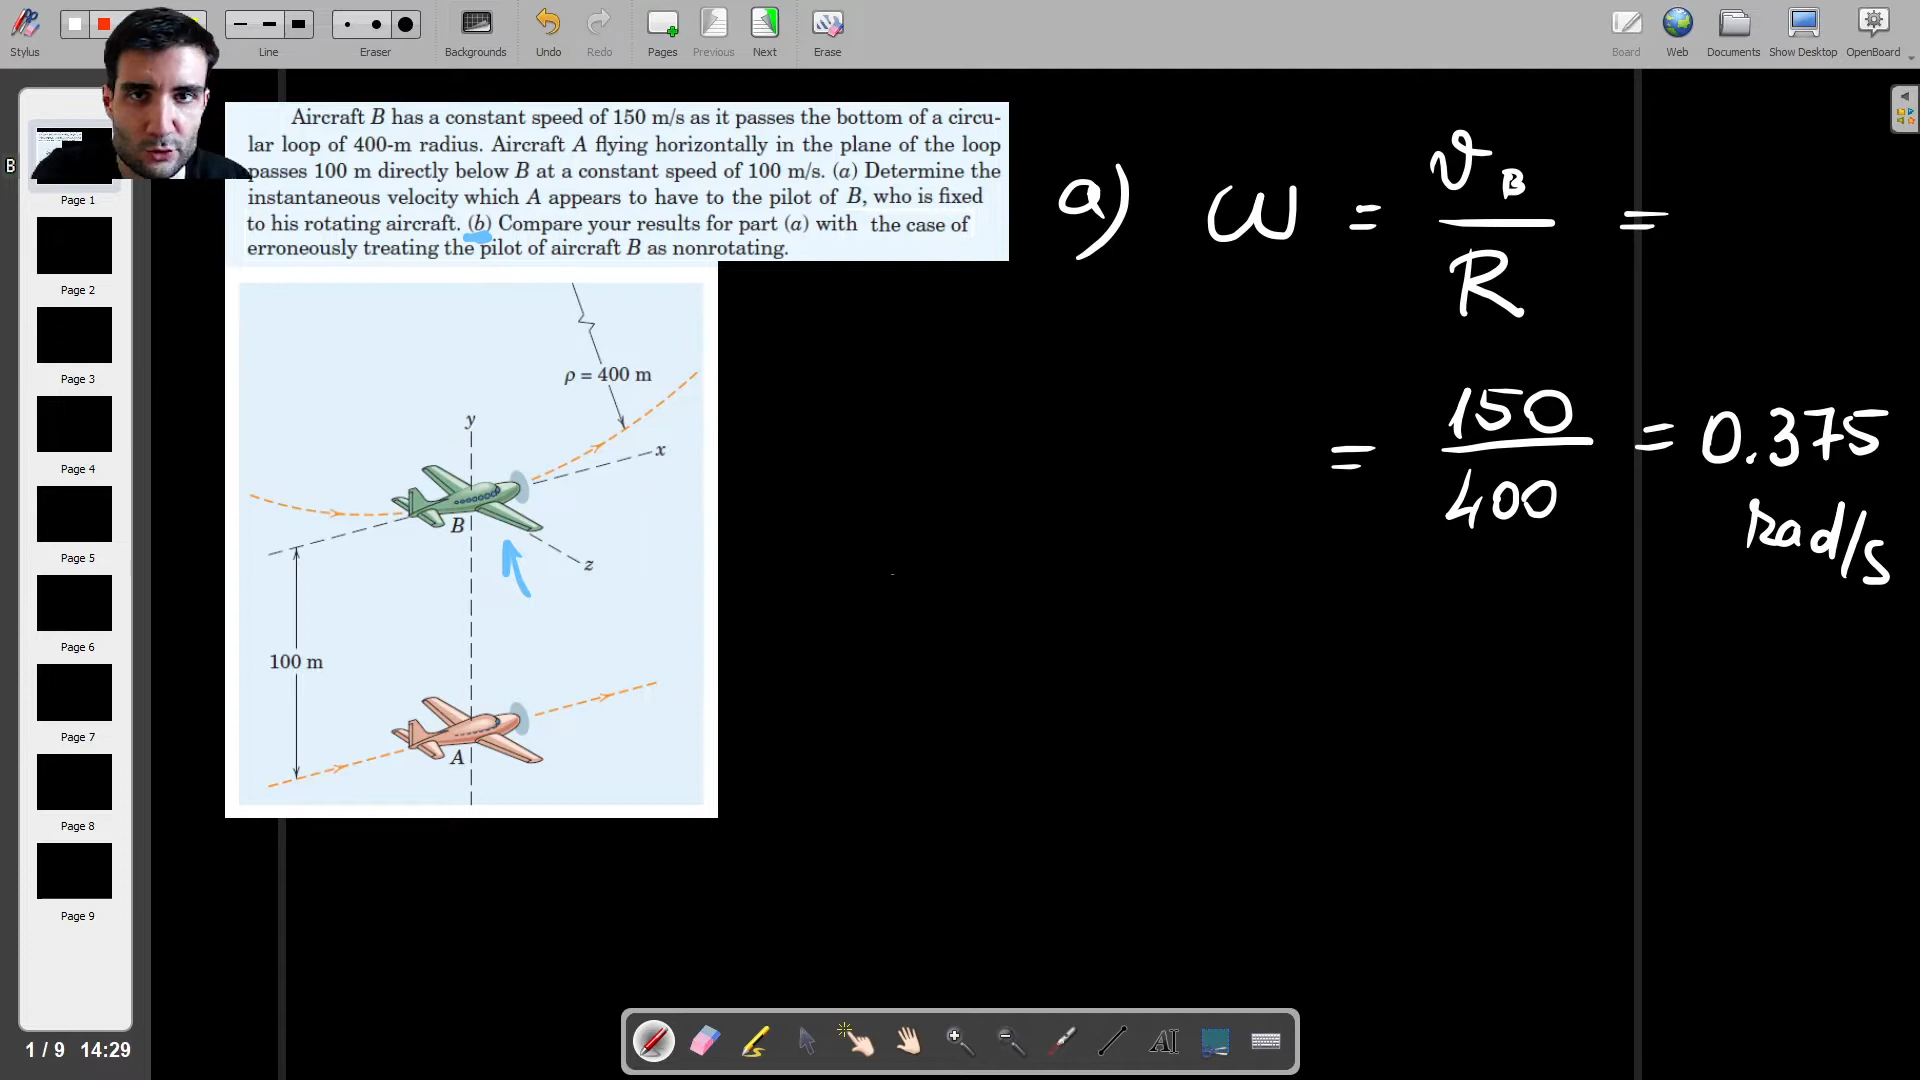 Stylus
Line
Eraser
Backgrounds
Undo
Redo
Pages
Previous
Next
Erase
Board
Web
Documents
Show Desktop
OpenBoard
B
Page 1
Page 2
Page 3
Page 4
Page 5
Page 6
Page 7
Page 8
Page 9
1 / 9 14:29
Aircraft B has a constant speed of 150 m/s as it passes the bottom of a circu-
lar loop of 400-m radius. Aircraft A flying horizontally in the plane of the loop
passes 100 m directly below B at a constant speed of 100 m/s. (a) Determine the
instantaneous velocity which A appears to have to the pilot of B, who is fixed
to his rotating aircraft. (b) Compare your results for part (a) with the case of
erroneously treating the pilot of aircraft B as nonrotating.
ρ = 400 m
y
x
B
z
100 m
A
a) ω = v_B / R =
= 150 / 400 = 0.375
rad/s
AI